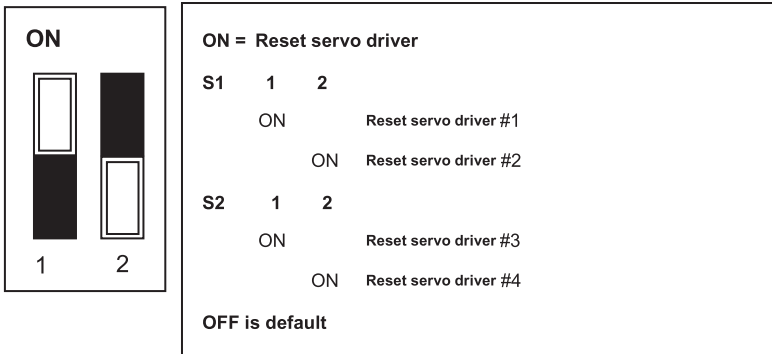 ON
1 2
ON = Reset servo driver
S1 1 2
ON Reset servo driver #1
ON Reset servo driver #2
S2 1 2
ON Reset servo driver #3
ON Reset servo driver #4
OFF is default